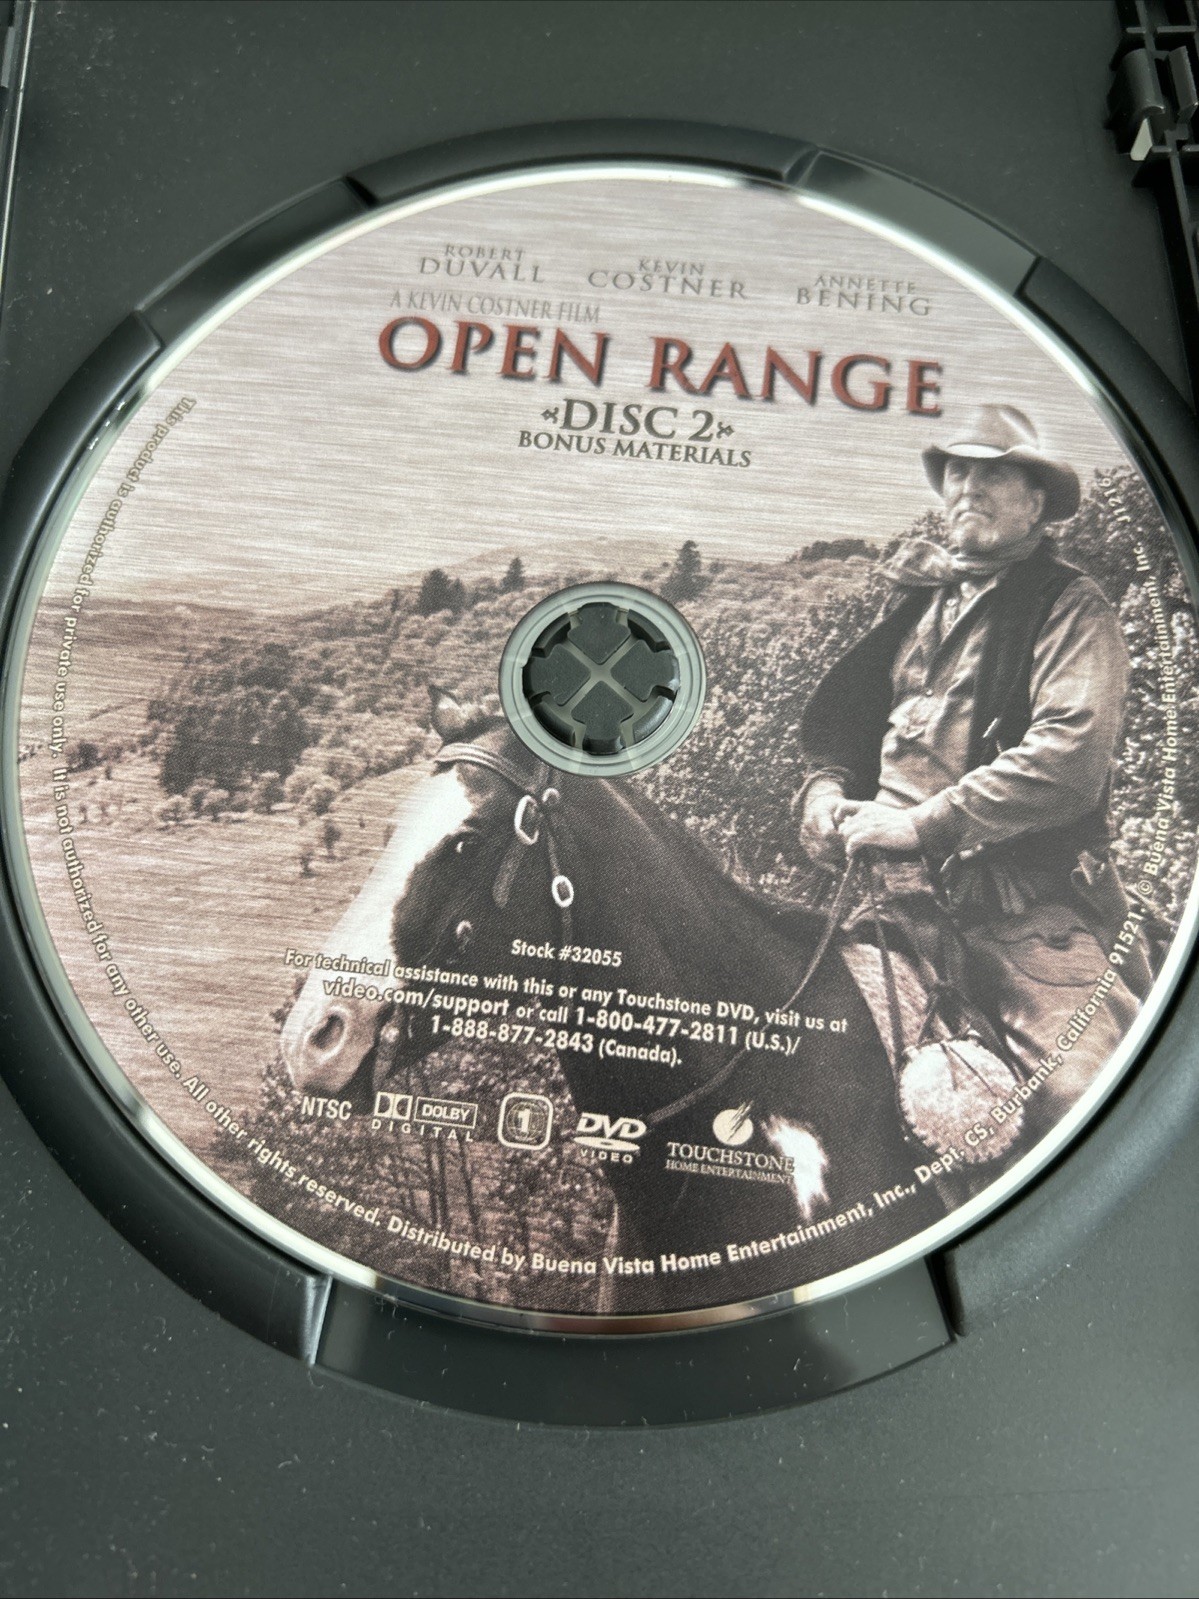 ROBERT
DUVALL
KEVIN
COSTNER
ANNETTE
BENING
A KEVIN COSTNER FILM
OPEN RANGE
DISC 2
BONUS MATERIALS
Stock #32055
For technical assistance with this or any Touchstone DVD, visit us at
video.com/support or call 1-800-477-2811 (U.S.)/
1-888-877-2843 (Canada).
NTSC
DOLBY
DIGITAL
1
DVD
VIDEO
TOUCHSTONE
HOME ENTERTAINMENT
This product is authorized for private use only. It is not authorized for any other use. All other rights reserved. Distributed by Buena Vista Home Entertainment, Inc., Dept. CS, Burbank, California 91521. © Buena Vista Home Entertainment, Inc.